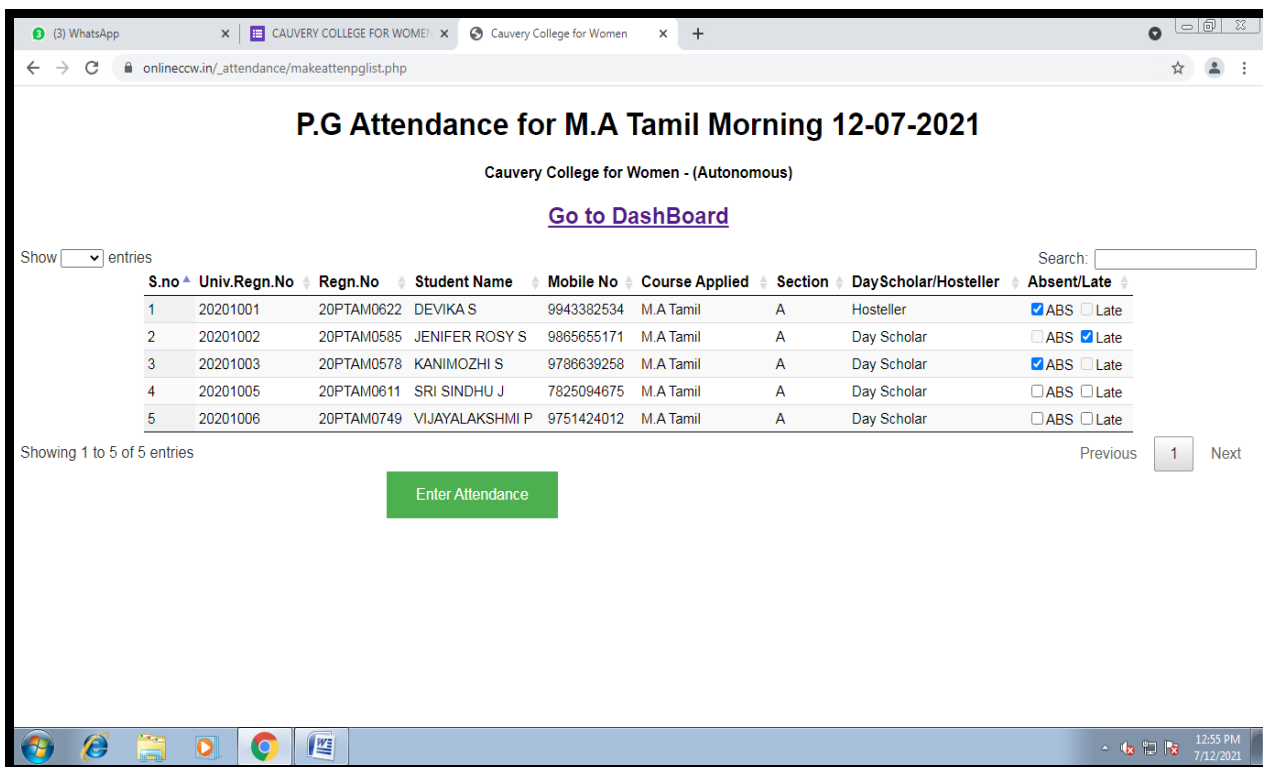 (3) WhatsApp
CAUVERY COLLEGE FOR WOMEN
Cauvery College for Women
onlineccw.in/_attendance/makeattenpglist.php
P.G Attendance for M.A Tamil Morning 12-07-2021
Cauvery College for Women - (Autonomous)
Go to DashBoard
Show entries Search:
S.no Univ.Regn.No Regn.No Student Name Mobile No Course Applied Section DayScholar/Hosteller Absent/Late
1 20201001 20PTAM0622 DEVIKA S 9943382534 M.A Tamil A Hosteller ABS Late
2 20201002 20PTAM0585 JENIFER ROSY S 9865655171 M.A Tamil A Day Scholar ABS Late
3 20201003 20PTAM0578 KANIMOZHI S 9786639258 M.A Tamil A Day Scholar ABS Late
4 20201005 20PTAM0611 SRI SINDHU J 7825094675 M.A Tamil A Day Scholar ABS Late
5 20201006 20PTAM0749 VIJAYALAKSHMI P 9751424012 M.A Tamil A Day Scholar ABS Late
Showing 1 to 5 of 5 entries Previous 1 Next
Enter Attendance
12:55 PM
7/12/2021